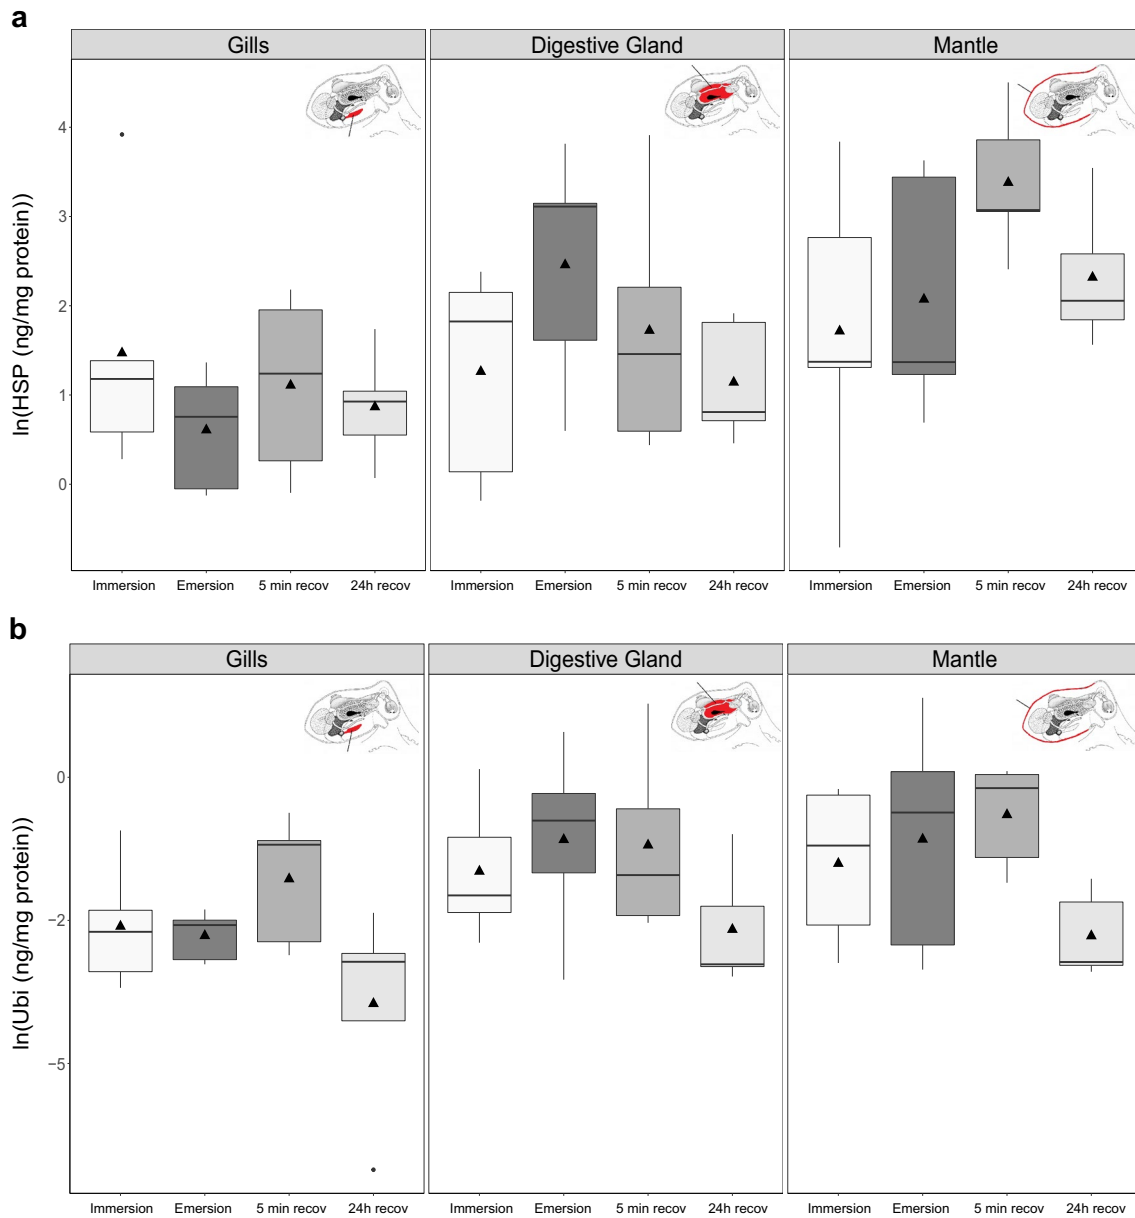 a
Gills Digestive Gland Mantle
ln(HSP (ng/mg protein))
4
3
2
1
0
Immersion Emersion 5 min recov 24h recov Immersion Emersion 5 min recov 24h recov Immersion Emersion 5 min recov 24h recov
b
Gills Digestive Gland Mantle
ln(Ubi (ng/mg protein))
0
−2
−5
Immersion Emersion 5 min recov 24h recov Immersion Emersion 5 min recov 24h recov Immersion Emersion 5 min recov 24h recov